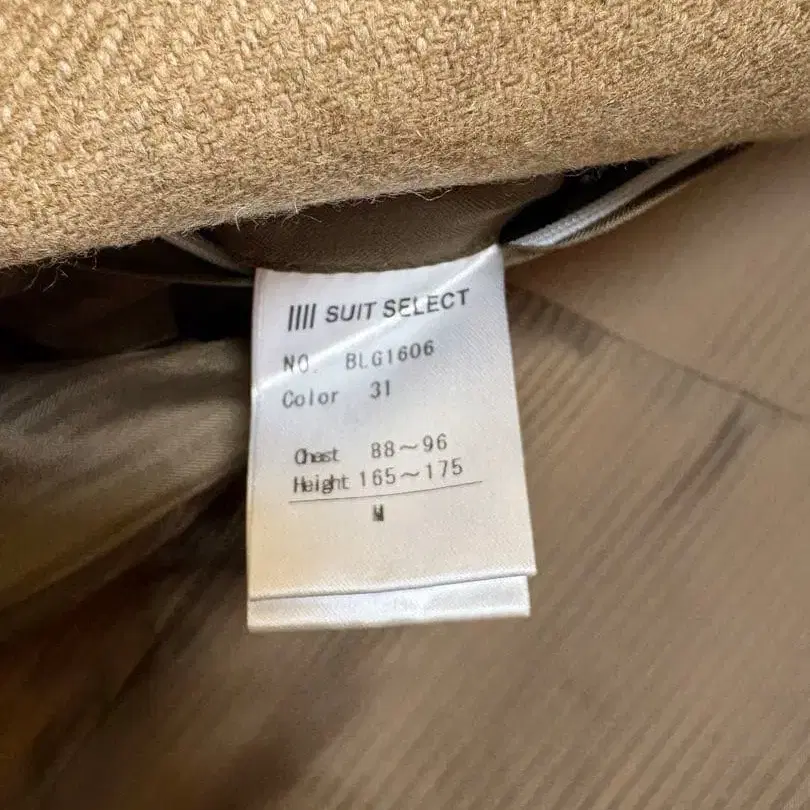 SUIT SELECT
NO. BLG1606
Color 31
Chest 88～96
Height 165～175
M